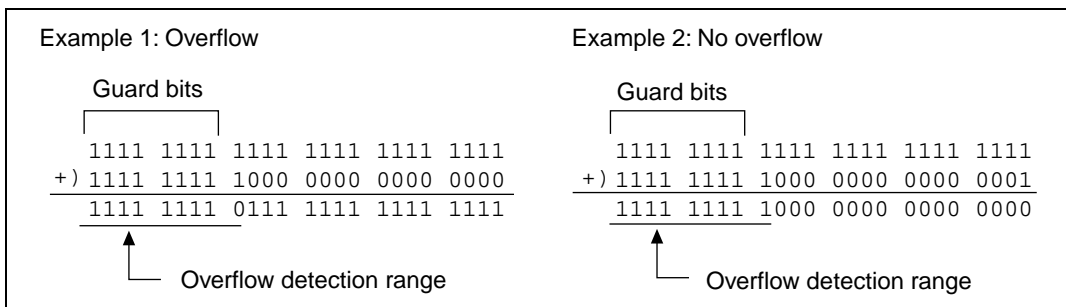 Example 1: Overflow
Guard bits
1111 1111 1111 1111 1111 1111
+) 1111 1111 1000 0000 0000 0000
1111 1111 0111 1111 1111 1111
Overflow detection range
Example 2: No overflow
Guard bits
1111 1111 1111 1111 1111 1111
+) 1111 1111 1000 0000 0000 0001
1111 1111 1000 0000 0000 0000
Overflow detection range